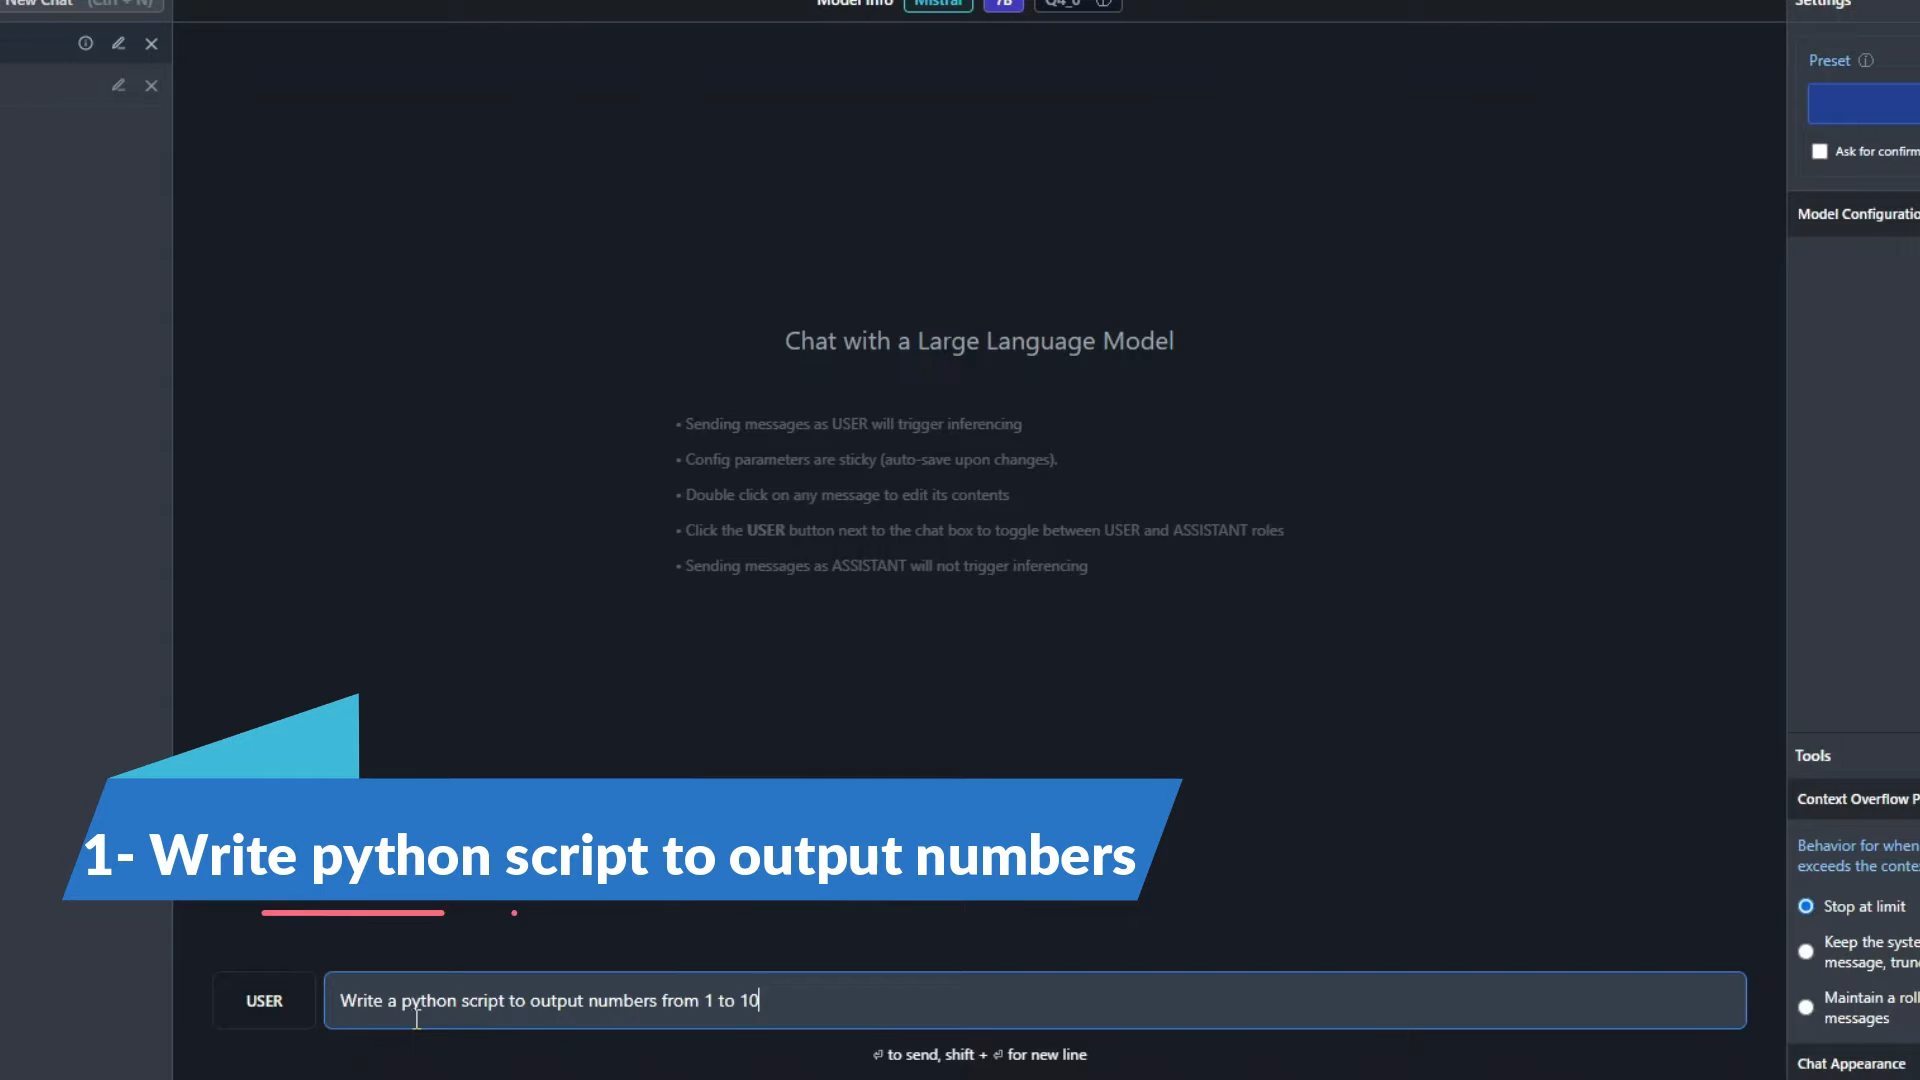 New Chat (Ctrl + N)
Model Info Mistral 7B Q4_0
Settings
Preset
Ask for confirm
Model Configuratio
Chat with a Large Language Model
• Sending messages as USER will trigger inferencing
• Config parameters are sticky (auto-save upon changes).
• Double click on any message to edit its contents
• Click the USER button next to the chat box to toggle between USER and ASSISTANT roles
• Sending messages as ASSISTANT will not trigger inferencing
Tools
Context Overflow P
Behavior for when
exceeds the conte
Stop at limit
Keep the syste
message, trun
Maintain a roll
messages
Chat Appearance
1- Write python script to output numbers
USER
Write a python script to output numbers from 1 to 10
⏎ to send, shift + ⏎ for new line